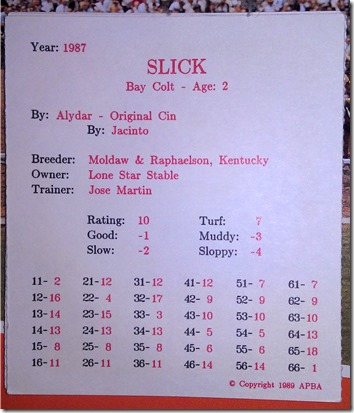 Year: 1987
SLICK
Bay Colt - Age: 2
By: Alydar - Original Cin
By: Jacinto
Breeder: Moldaw & Raphaelson, Kentucky
Owner: Lone Star Stable
Trainer: Jose Martin
Rating: 10 Turf: 7
Good: -1 Muddy: -3
Slow: -2 Sloppy: -4
11- 2 21-12 31-12 41-12 51- 7 61- 7
12-16 22- 4 32-17 42- 9 52- 9 62- 9
13-14 23-15 33- 3 43-10 53-10 63-10
14-13 24-13 34-13 44- 5 54- 5 64-13
15- 8 25- 8 35- 8 45- 6 55- 6 65-18
16-11 26-11 36-11 46-14 56-14 66- 1
© Copyright 1989 APBA